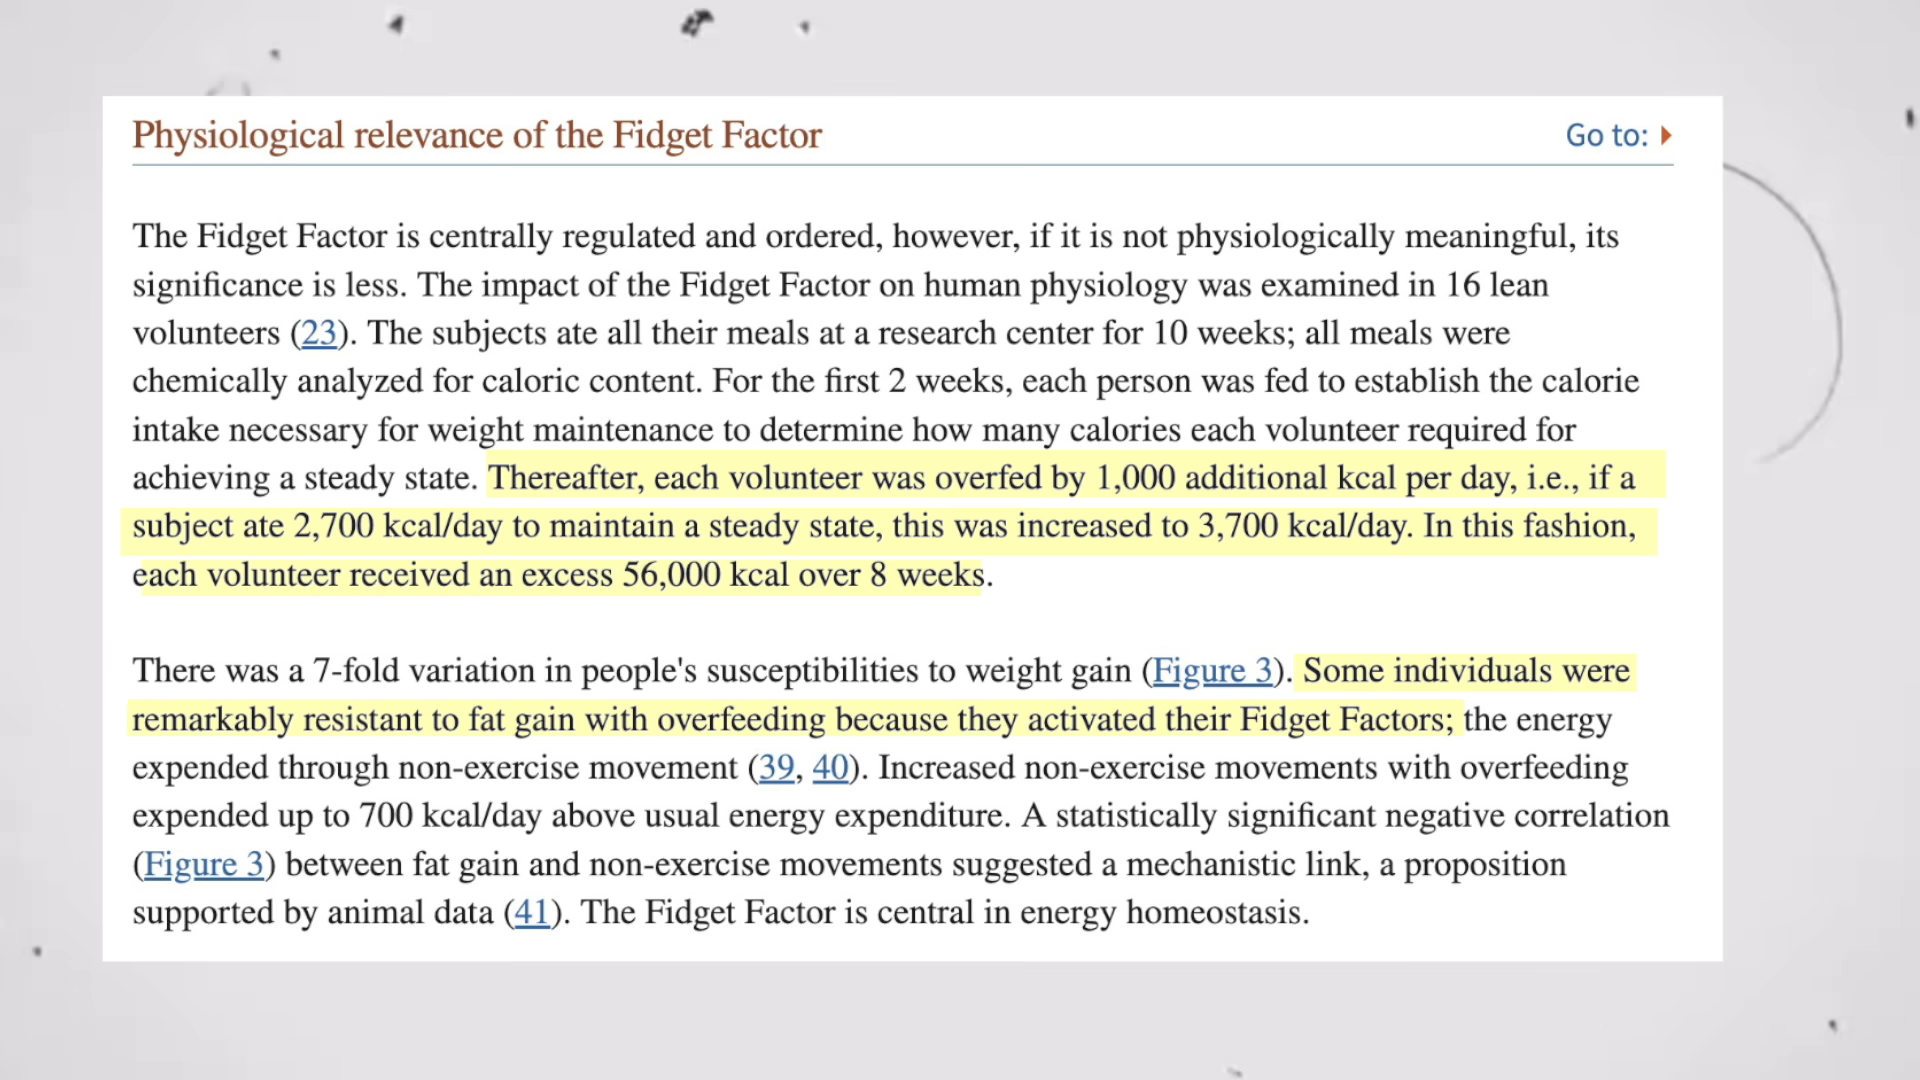 Physiological relevance of the Fidget Factor
Go to:
The Fidget Factor is centrally regulated and ordered, however, if it is not physiologically meaningful, its
significance is less. The impact of the Fidget Factor on human physiology was examined in 16 lean
volunteers (23). The subjects ate all their meals at a research center for 10 weeks; all meals were
chemically analyzed for caloric content. For the first 2 weeks, each person was fed to establish the calorie
intake necessary for weight maintenance to determine how many calories each volunteer required for
achieving a steady state. Thereafter, each volunteer was overfed by 1,000 additional kcal per day, i.e., if a
subject ate 2,700 kcal/day to maintain a steady state, this was increased to 3,700 kcal/day. In this fashion,
each volunteer received an excess 56,000 kcal over 8 weeks.
There was a 7-fold variation in people's susceptibilities to weight gain (Figure 3). Some individuals were
remarkably resistant to fat gain with overfeeding because they activated their Fidget Factors; the energy
expended through non-exercise movement (39, 40). Increased non-exercise movements with overfeeding
expended up to 700 kcal/day above usual energy expenditure. A statistically significant negative correlation
(Figure 3) between fat gain and non-exercise movements suggested a mechanistic link, a proposition
supported by animal data (41). The Fidget Factor is central in energy homeostasis.